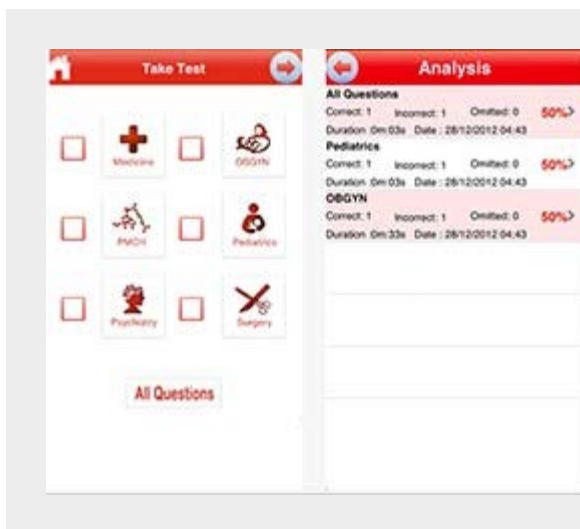 Take Test
Medicine
OBGYN
PMCH
Pediatrics
Psychiatry
Surgery
All Questions
Analysis
All Questions
Correct: 1 Incorrect: 1 Omitted: 0 50%
Duration :0m:03s Date : 28/12/2012 04:43
Pediatrics
Correct: 1 Incorrect: 1 Omitted: 0 50%
Duration :0m:03s Date : 28/12/2012 04:43
OBGYN
Correct: 1 Incorrect: 1 Omitted: 0 50%
Duration :0m:33s Date : 28/12/2012 04:43